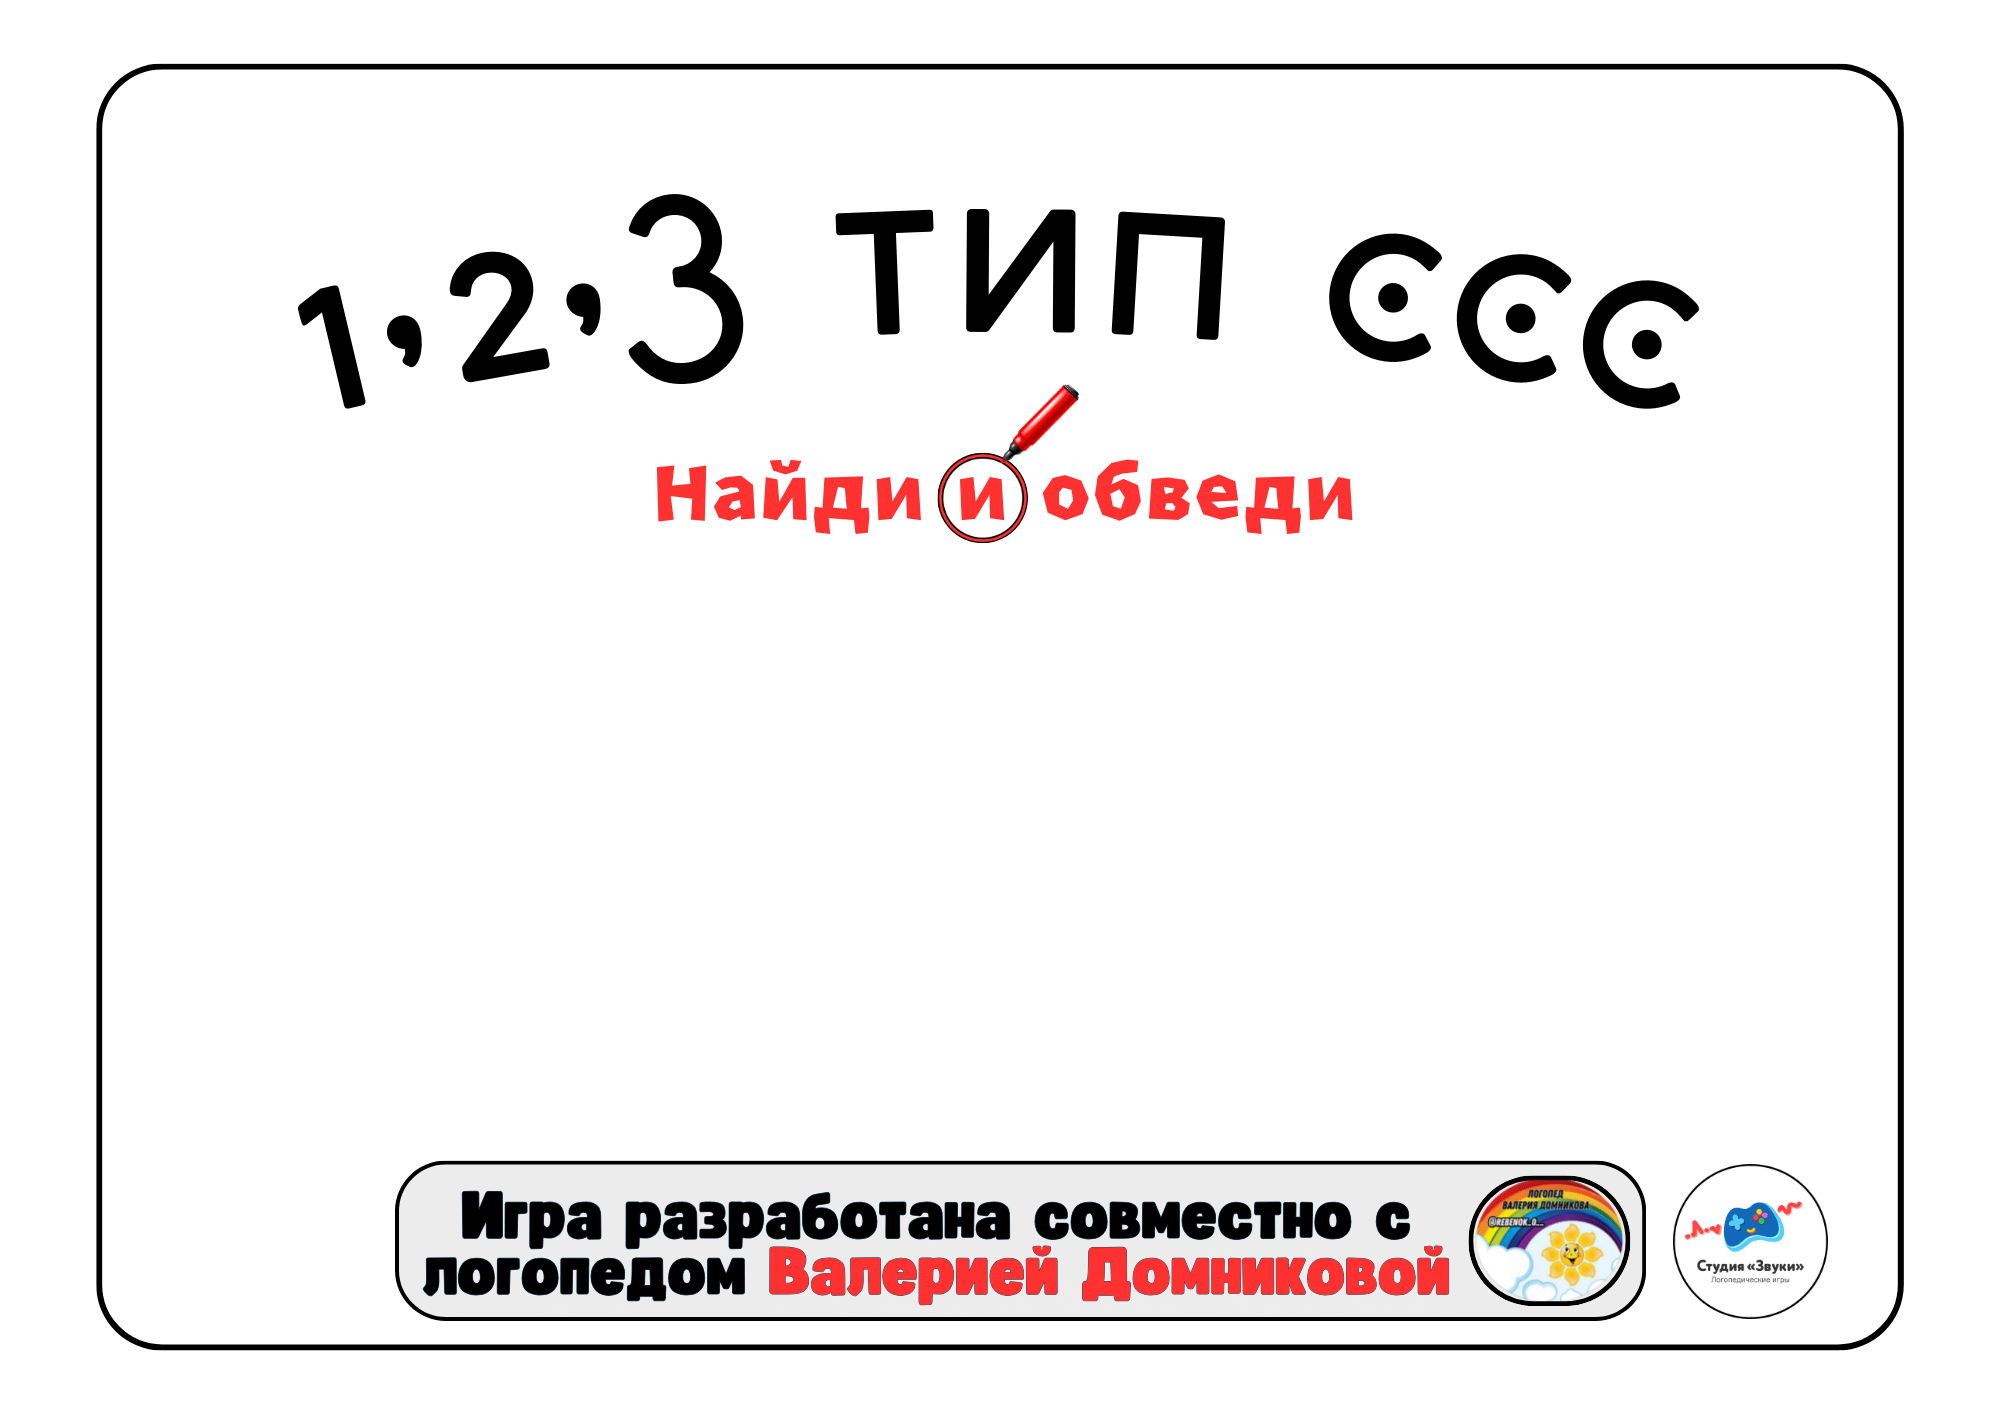 1,2,3 тип ССС
Найди и обведи
Игра разработана совместно с
логопедом Валерией Домниковой
ЛОГОПЕД
ВАЛЕРИЯ ДОМНИКОВА
@REBENOK_O__
Студия «Звуки»
Логопедические игры